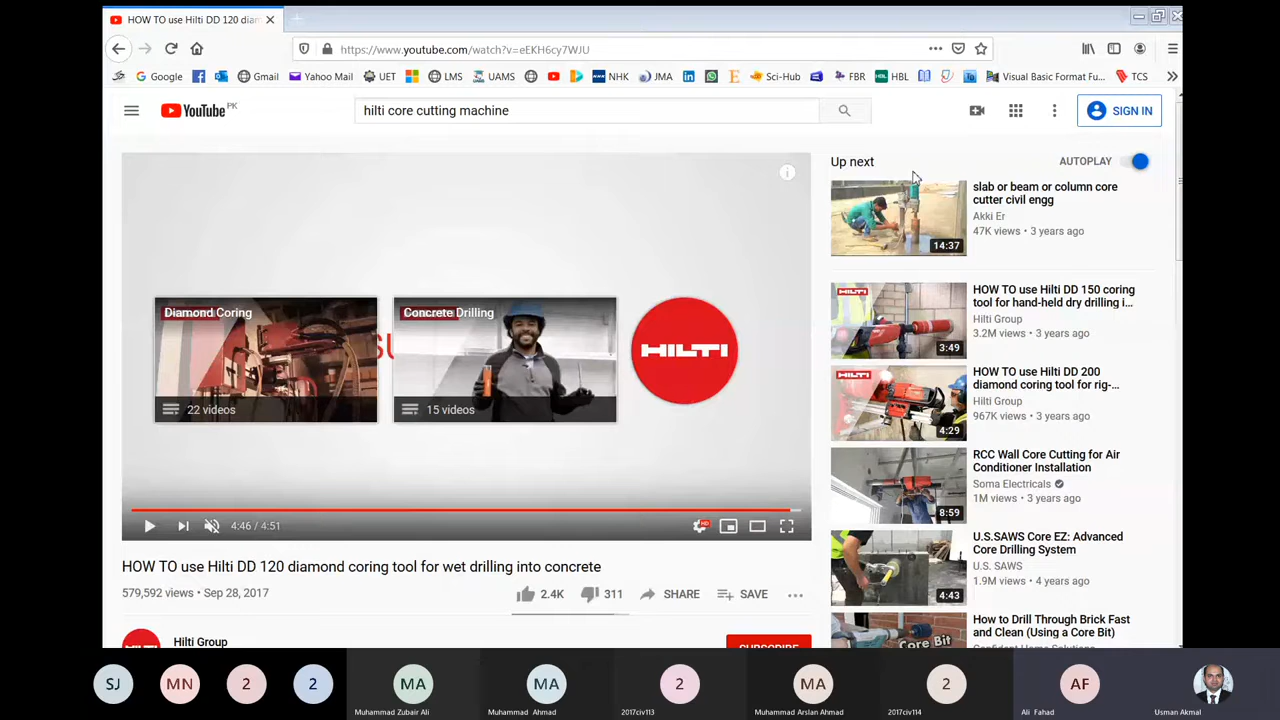 HOW TO use Hilti DD 120 diam
https://www.youtube.com/watch?v=eEKH6cy7WJU
Google
Gmail
Yahoo Mail
UET
LMS
UAMS
NHK
JMA
Sci-Hub
FBR
HBL HBL
Visual Basic Format Fu...
TCS
YouTube PK
hilti core cutting machine
SIGN IN
Diamond Coring
22 videos
Concrete Drilling
15 videos
HILTI
4:46 / 4:51
HD
HOW TO use Hilti DD 120 diamond coring tool for wet drilling into concrete
579,592 views • Sep 28, 2017
2.4K
311
SHARE
SAVE
Hilti Group
SUBSCRIBE
Up next
AUTOPLAY
14:37
slab or beam or column core
cutter civil engg
Akki Er
47K views • 3 years ago
HILTI
3:49
HOW TO use Hilti DD 150 coring
tool for hand-held dry drilling i...
Hilti Group
3.2M views • 3 years ago
HILTI
4:29
HOW TO use Hilti DD 200
diamond coring tool for rig-...
Hilti Group
967K views • 3 years ago
8:59
RCC Wall Core Cutting for Air
Conditioner Installation
Soma Electricals
1M views • 3 years ago
4:43
U.S.SAWS Core EZ: Advanced
Core Drilling System
U.S. SAWS
1.9M views • 4 years ago
Core Bit
How to Drill Through Brick Fast
and Clean (Using a Core Bit)
Confident Home Solutions
SJ
MN
2
2
MA
Muhammad Zubair Ali
MA
Muhammad Ahmad
2
2017civ113
MA
Muhammad Arslan Ahmad
2
2017civ114
AF
Ali Fahad
Usman Akmal